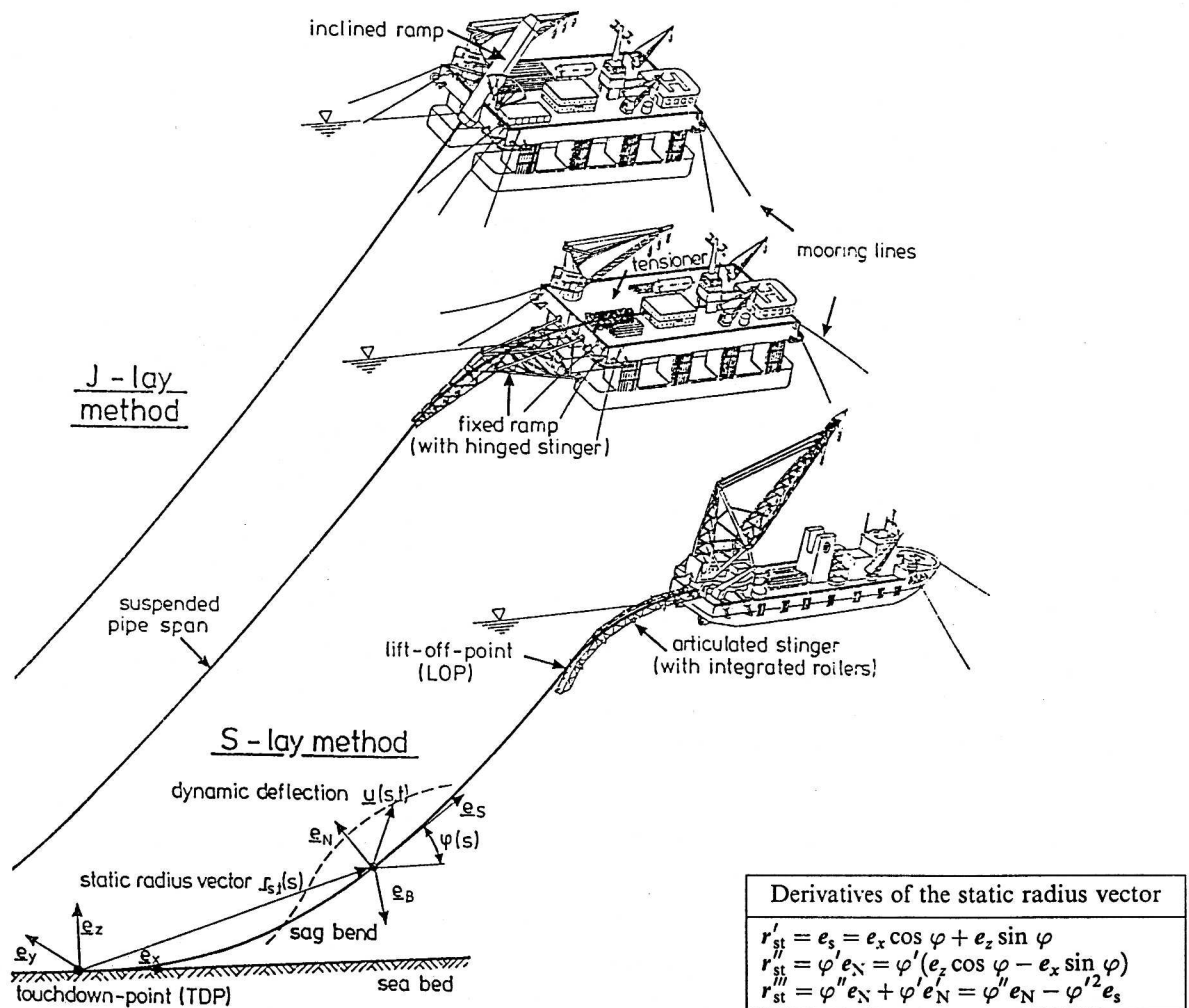 inclined ramp
mooring lines
tensioner
J-lay
method
fixed ramp
(with hinged stinger)
suspended
pipe span
lift-off-point
(LOP)
articulated stinger
(with integrated rollers)
S-lay method
dynamic deflection u(s,t)
e_S
e_N
φ(s)
static radius vector r_st(s)
e_B
e_z
sag bend
e_y
e_x
touchdown-point (TDP)
sea bed
Derivatives of the static radius vector
r′_st = e_s = e_x cos φ + e_z sin φ
r″_st = φ′e_N = φ′(e_z cos φ − e_x sin φ)
r‴_st = φ″e_N + φ′e′_N = φ″e_N − φ′²e_s